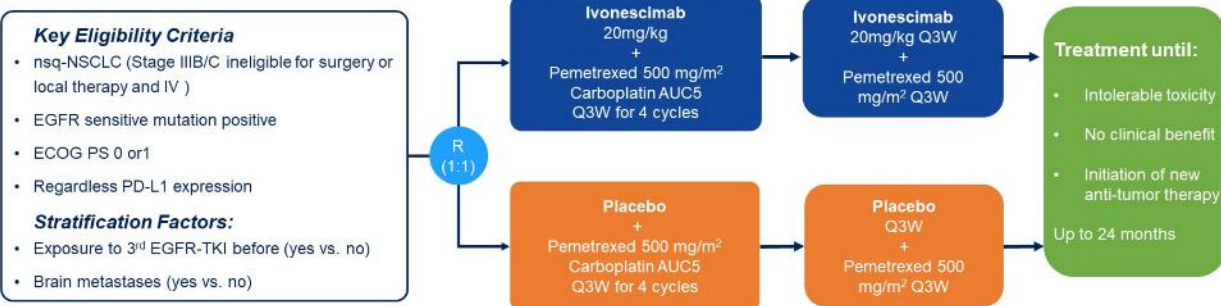 Key Eligibility Criteria
• nsq-NSCLC (Stage IIIB/C ineligible for surgery or
local therapy and IV )
• EGFR sensitive mutation positive
• ECOG PS 0 or1
• Regardless PD-L1 expression
Stratification Factors:
• Exposure to 3rd EGFR-TKI before (yes vs. no)
• Brain metastases (yes vs. no)
R
(1:1)
Ivonescimab
20mg/kg
+
Pemetrexed 500 mg/m²
Carboplatin AUC5
Q3W for 4 cycles
Ivonescimab
20mg/kg Q3W
+
Pemetrexed 500
mg/m² Q3W
Placebo
+
Pemetrexed 500 mg/m²
Carboplatin AUC5
Q3W for 4 cycles
Placebo
Q3W
+
Pemetrexed 500
mg/m² Q3W
Treatment until:
• Intolerable toxicity
• No clinical benefit
• Initiation of new
anti-tumor therapy
Up to 24 months